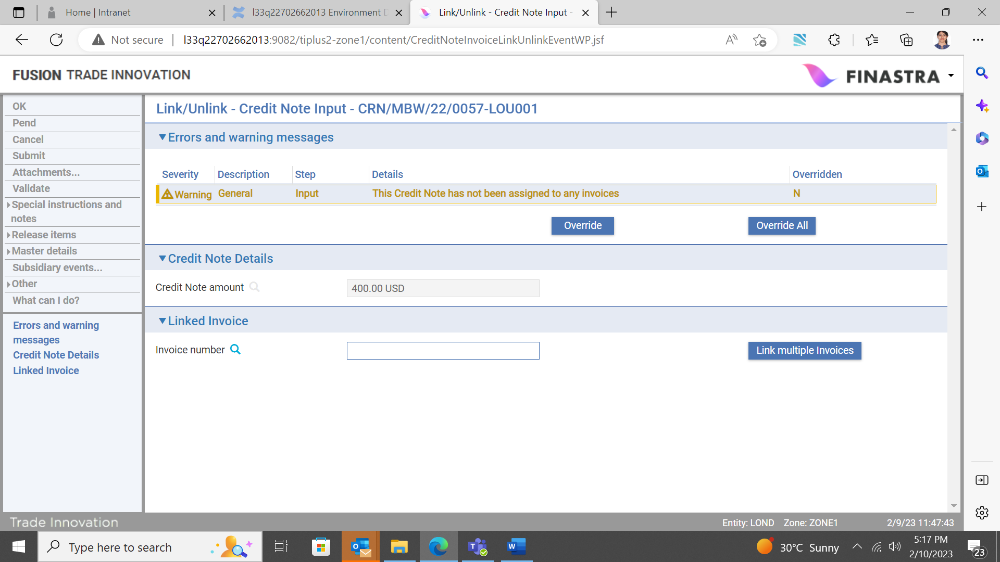 Home | Intranet
l33q22702662013 Environment D
Link/Unlink - Credit Note Input -
Not secure
l33q22702662013:9082/tiplus2-zone1/content/CreditNoteInvoiceLinkUnlinkEventWP.jsf
FUSION TRADE INNOVATION
FINASTRA
OK
Pend
Cancel
Submit
Attachments...
Validate
Special instructions and
notes
Release items
Master details
Subsidiary events...
Other
What can I do?
Errors and warning
messages
Credit Note Details
Linked Invoice
Link/Unlink - Credit Note Input - CRN/MBW/22/0057-LOU001
Errors and warning messages
Severity Description Step Details Overridden
Warning General Input This Credit Note has not been assigned to any invoices N
Override Override All
Credit Note Details
Credit Note amount 400.00 USD
Linked Invoice
Invoice number Link multiple Invoices
Trade Innovation Entity: LOND Zone: ZONE1 2/9/23 11:47:43
Type here to search
30°C Sunny
5:17 PM
2/10/2023
23